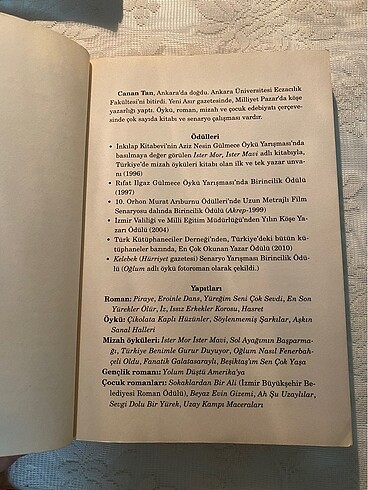 Canan Tan, Ankara'da doğdu. Ankara Üniversitesi Eczacılık
Fakültesi'ni bitirdi. Yeni Asır gazetesinde, Milliyet Pazar'da köşe
yazarlığı yaptı. Öykü, roman, mizah ve çocuk edebiyatı çerçeve-
sinde çok sayıda kitabı ve senaryo çalışması vardır.
Ödülleri
• İnkılap Kitabevi'nin Aziz Nesin Gülmece Öykü Yarışması'nda
basılmaya değer görülen İster Mor, İster Mavi adlı kitabıyla,
Türkiye'de mizah öyküleri kitabı olan ilk ve tek yazar unva-
nı (1996)
• Rıfat Ilgaz Gülmece Öykü Yarışması'nda Birincilik Ödülü
(1997)
• 10. Orhon Murat Arıburnu Ödülleri'nde Uzun Metrajlı Film
Senaryosu dalında Birincilik Ödülü (Akrep-1999)
• İzmir Valiliği ve Milli Eğitim Müdürlüğü'nden Yılın Köşe Ya-
zarı Ödülü (2004)
• Türk Kütüphaneciler Derneği'nden, Türkiye'deki bütün kü-
tüphaneler bazında, En Çok Okunan Yazar Ödülü (2010)
• Kelebek (Hürriyet gazetesi) Senaryo Yarışması Birincilik Ödü-
lü (Oğlum adlı öykü fotoroman olarak çekildi.)
Yapıtları
Roman: Piraye, Eroinle Dans, Yüreğim Seni Çok Sevdi, En Son
Yürekler Ölür, İz, Issız Erkekler Korosu, Hasret
Öykü: Çikolata Kaplı Hüzünler, Söylenmemiş Şarkılar, Aşkın
Sanal Halleri
Mizah öyküleri: İster Mor İster Mavi, Sol Ayağımın Başparma-
ğı, Türkiye Benimle Gurur Duyuyor, Oğlum Nasıl Fenerbah-
çeli Oldu, Fanatik Galatasaraylı, Beşiktaş'ım Sen Çok Yaşa
Gençlik romanı: Yolum Düştü Amerika'ya
Çocuk romanları: Sokaklardan Bir Ali (İzmir Büyükşehir Be-
lediyesi Roman Ödülü), Beyaz Evin Gizemi, Ah Şu Uzaylılar,
Sevgi Dolu Bir Yürek, Uzay Kampı Maceraları